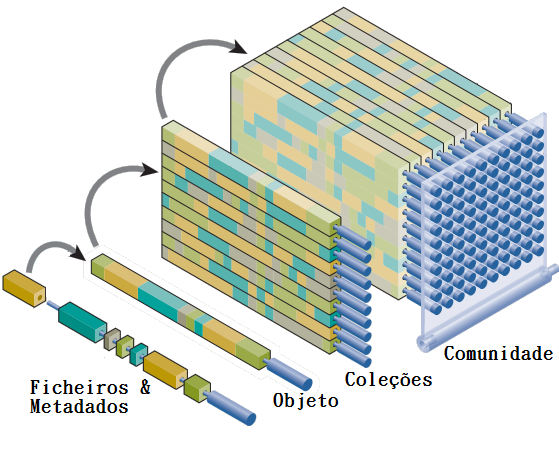 Ficheiros &
Metadados
Objeto
Coleções
Comunidade